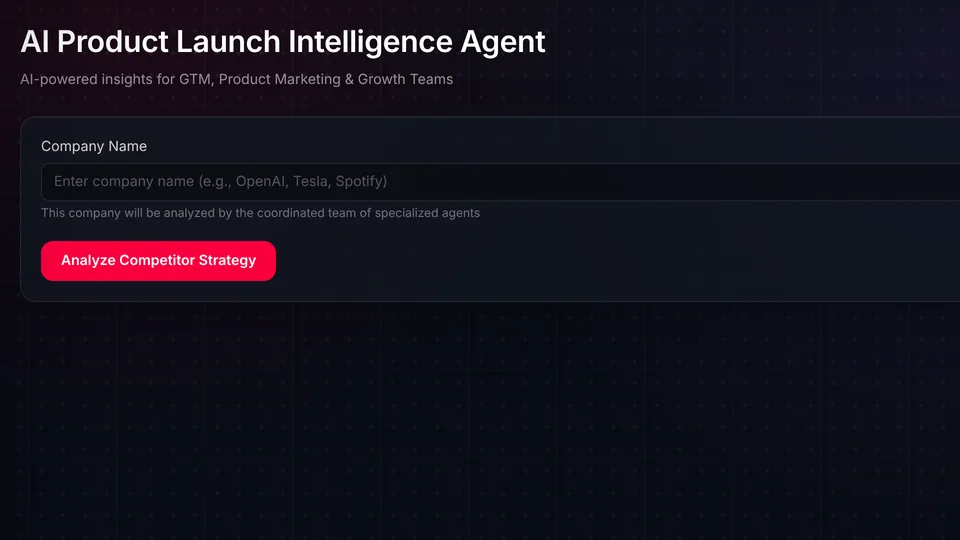 AI Product Launch Intelligence Agent
AI-powered insights for GTM, Product Marketing & Growth Teams
Company Name
Enter company name (e.g., OpenAI, Tesla, Spotify)
This company will be analyzed by the coordinated team of specialized agents
Analyze Competitor Strategy